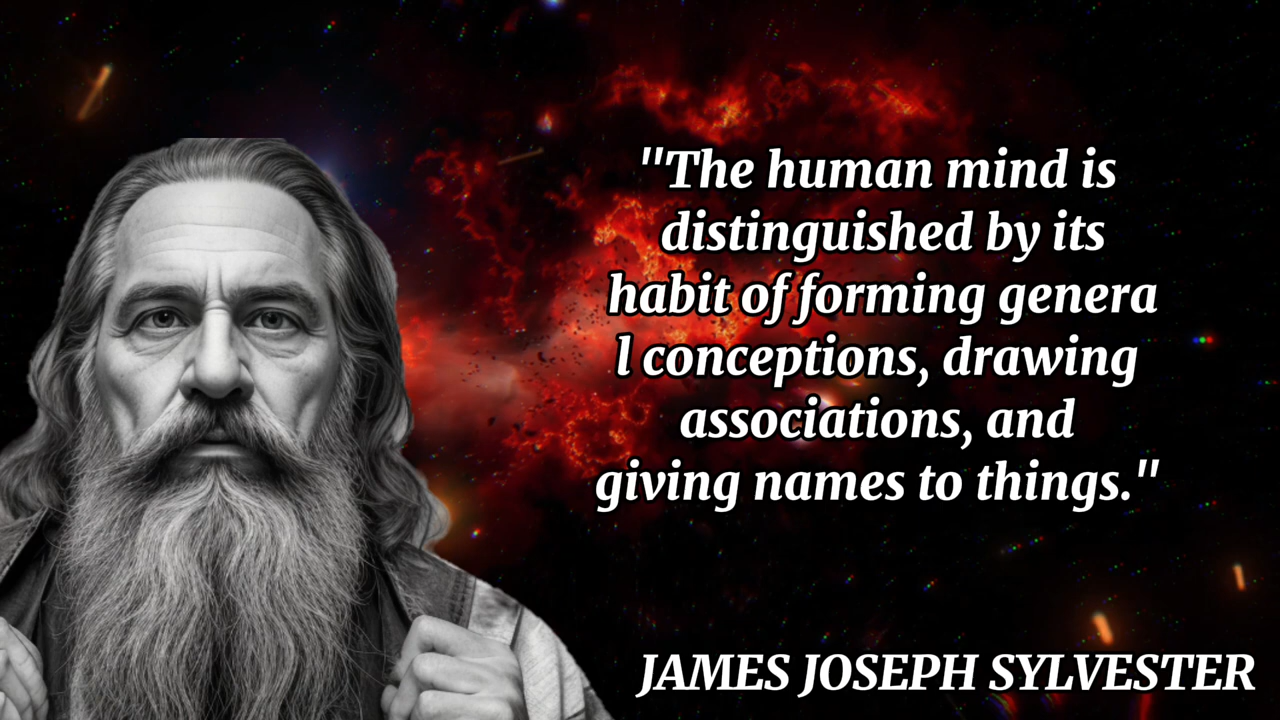 "The human mind is
distinguished by its
habit of forming genera
l conceptions, drawing
associations, and
giving names to things."
JAMES JOSEPH SYLVESTER